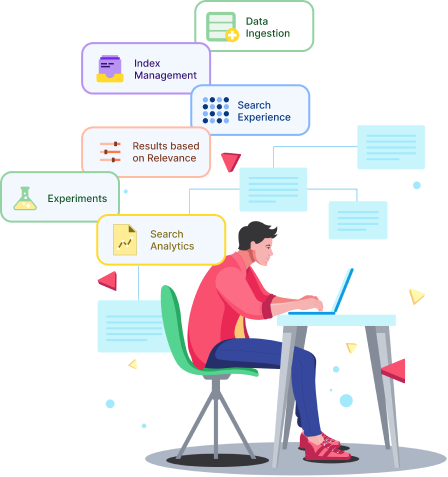 Data
Ingestion
Index
Management
Search
Experience
Results based
on Relevance
Experiments
Search
Analytics